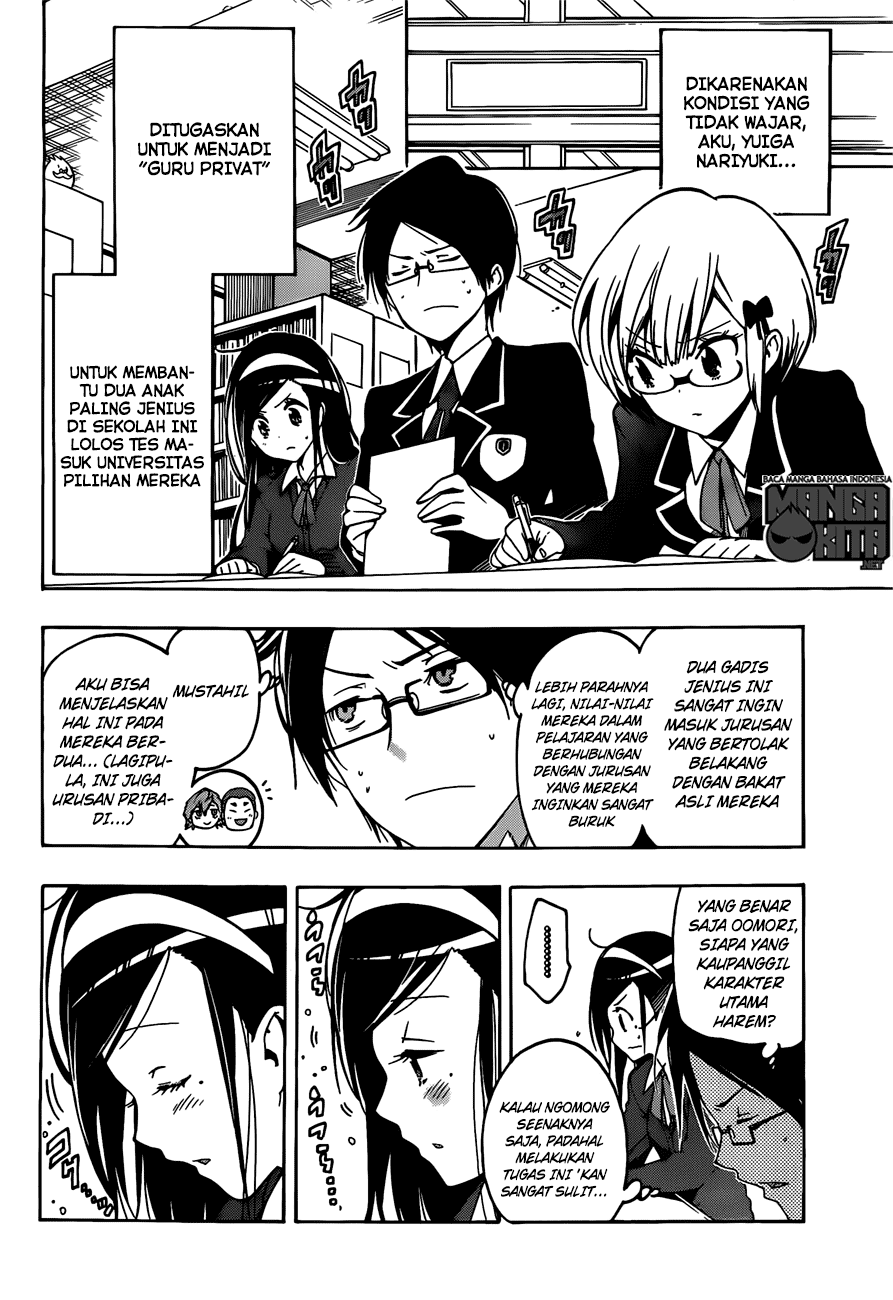 DIKARENAKAN
KONDISI YANG
TIDAK WAJAR,
AKU, YUIGA
NARIYUKI...
DITUGASKAN
UNTUK MENJADI
"GURU PRIVAT"
UNTUK MEMBAN-
TU DUA ANAK
PALING JENIUS
DI SEKOLAH INI
LOLOS TES MA-
SUK UNIVERSITAS
PILIHAN MEREKA
BACA MANGA BAHASA INDONESIA
MANGA
KITA
.NET
DUA GADIS
JENIUS INI
SANGAT INGIN
MASUK JURUSAN
YANG BERTOLAK
BELAKANG
DENGAN BAKAT
ASLI MEREKA
LEBIH PARAHNYA
LAGI, NILAI-NILAI
MEREKA DALAM
PELAJARAN YANG
BERHUBUNGAN
DENGAN JURUSAN
YANG MEREKA
INGINKAN SANGAT
BURUK
MUSTAHIL
AKU BISA
MENJELASKAN
HAL INI PADA
MEREKA BER-
DUA... (LAGIPU-
LA, INI JUGA
URUSAN PRIBA-
DI...)
YANG BENAR
SAJA OOMORI,
SIAPA YANG
KAUPANGGIL
KARAKTER
UTAMA
HAREM?
KALAU NGOMONG
SEENAKNYA
SAJA, PADAHAL
MELAKUKAN
TUGAS INI 'KAN
SANGAT SULIT...